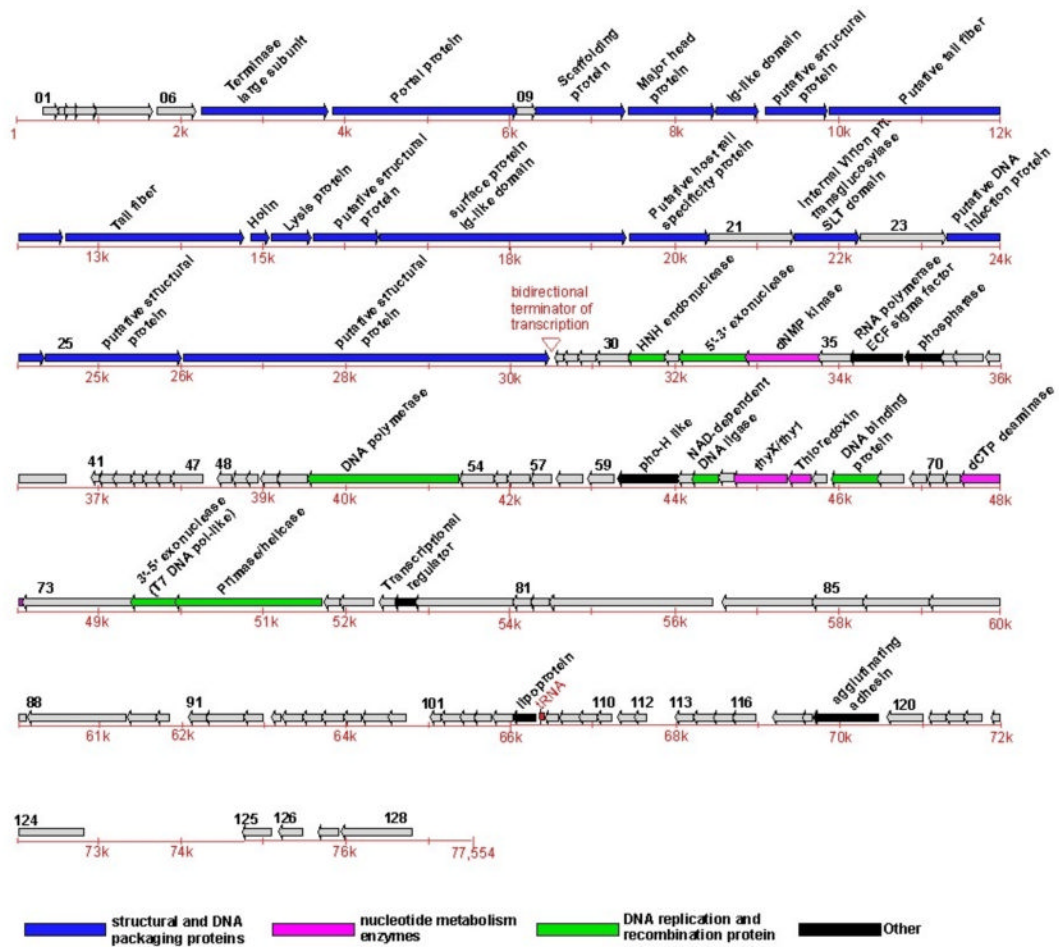 Terminase
large subunit
Portal protein
Scaffolding
protein
Major head
protein
Ig-like domain
putative structural
protein
Putative tail fiber
01 06 09
1 2k 4k 6k 8k 10k 12k
Tail fiber
Holin
Lysis protein
Putative structural
protein
surface protein
Ig-like domain
Putative host tail
specificity protein
Internal Virion pr
transglucosylase
SLT domain
putative DNA
Injection protein
21 23
13k 15k 18k 20k 22k 24k
25
putative structural
protein
putative structural
protein
bidirectional
terminator of
transcription
30
HNH endonuclease
5'-3' exonuclease
dNMP kinase
35
RNA polymerase
ECF sigma factor
phosphatase
25k 26k 28k 30k 32k 34k 36k
41 47 48
DNA polymerase
54 57 59
pho-H like
NAD-dependent
DNA ligase
thyX/thy1
Thioredoxin
DNA binding
protein
70
dCTP deaminase
37k 39k 40k 42k 44k 46k 48k
73
3'-5' exonuclease
(T7 DNA pol-like)
Primase/helicase
Transcriptional
regulator
81 85
49k 51k 52k 54k 56k 58k 60k
88 91 101
lipoprotein
tRNA
110 112 113 116
agglutinating
adhesin
120
61k 62k 64k 66k 68k 70k 72k
124 125 126 128
73k 74k 76k 77,554
structural and DNA
packaging proteins
nucleotide metabolism
enzymes
DNA replication and
recombination protein
Other